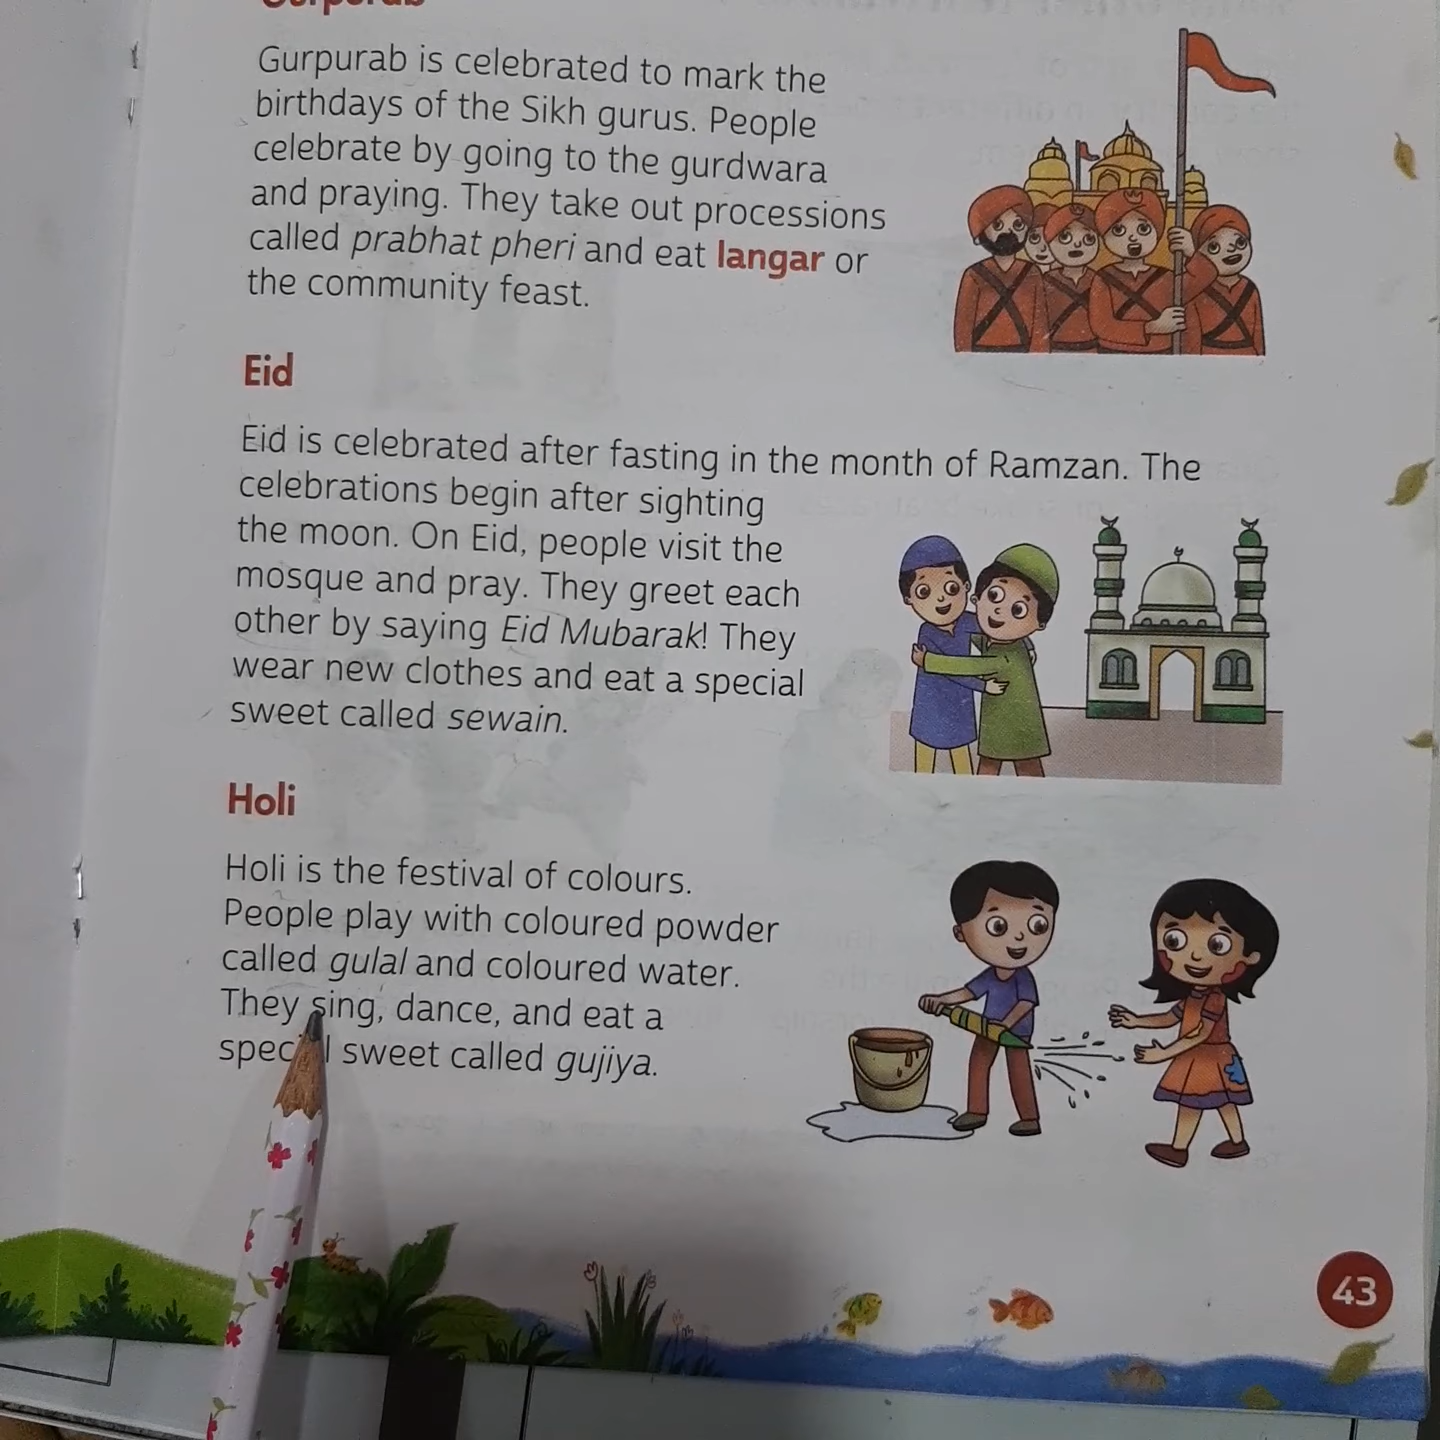 Gurpurab
Gurpurab is celebrated to mark the
birthdays of the Sikh gurus. People
celebrate by going to the gurdwara
and praying. They take out processions
called prabhat pheri and eat langar or
the community feast.
Eid
Eid is celebrated after fasting in the month of Ramzan. The
celebrations begin after sighting
the moon. On Eid, people visit the
mosque and pray. They greet each
other by saying Eid Mubarak! They
wear new clothes and eat a special
sweet called sewain.
Holi
Holi is the festival of colours.
People play with coloured powder
called gulal and coloured water.
They sing, dance, and eat a
special sweet called gujiya.
43